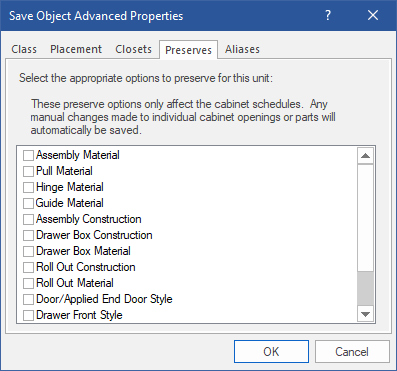 Save Object Advanced Properties
Class Placement Closets Preserves Aliases
Select the appropriate options to preserve for this unit:
These preserve options only affect the cabinet schedules. Any
manual changes made to individual cabinet openings or parts will
automatically be saved.
Assembly Material
Pull Material
Hinge Material
Guide Material
Assembly Construction
Drawer Box Construction
Drawer Box Material
Roll Out Construction
Roll Out Material
Door/Applied End Door Style
Drawer Front Style
OK Cancel